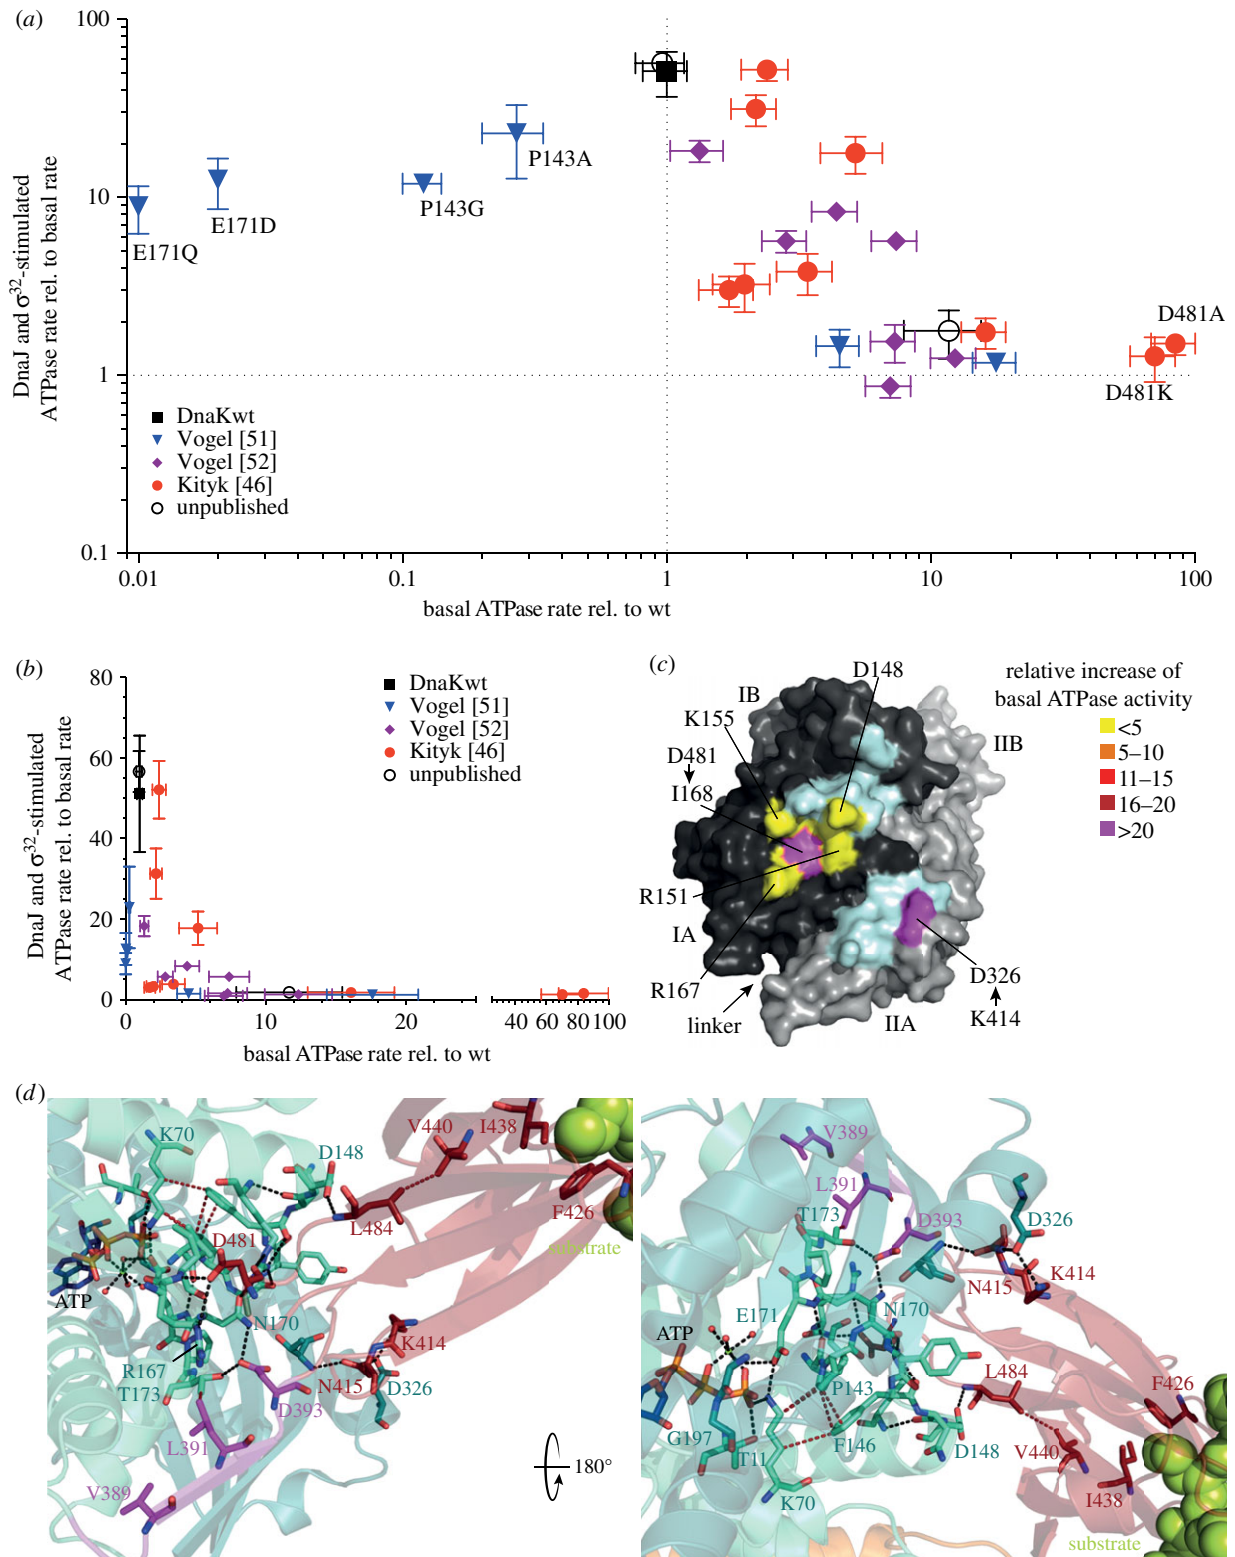 (a)
100
10
1
0.1
0.01
0.1
1
10
100
DnaJ and σ32-stimulated
ATPase rate rel. to basal rate
basal ATPase rate rel. to wt
E171Q
E171D
P143G
P143A
D481A
D481K
DnaKwt
Vogel [51]
Vogel [52]
Kityk [46]
unpublished
(b)
80
60
40
20
0
0
10
20
40 60 80 100
DnaJ and σ32-stimulated
ATPase rate rel. to basal rate
basal ATPase rate rel. to wt
DnaKwt
Vogel [51]
Vogel [52]
Kityk [46]
unpublished
(c)
D148
IB
K155
D481
I168
IIB
R151
IA
R167
linker
IIA
D326
K414
relative increase of
basal ATPase activity
<5
5–10
11–15
16–20
>20
(d)
K70
D148
V440
I438
F426
L484
substrate
D481
ATP
N170
K414
R167
T173
N415
D326
D393
L391
V389
180°
V389
L391
T173
D393
D326
N415
K414
E171
N170
ATP
L484
P143
F426
G197
T11
F146
D148
V440
K70
I438
substrate